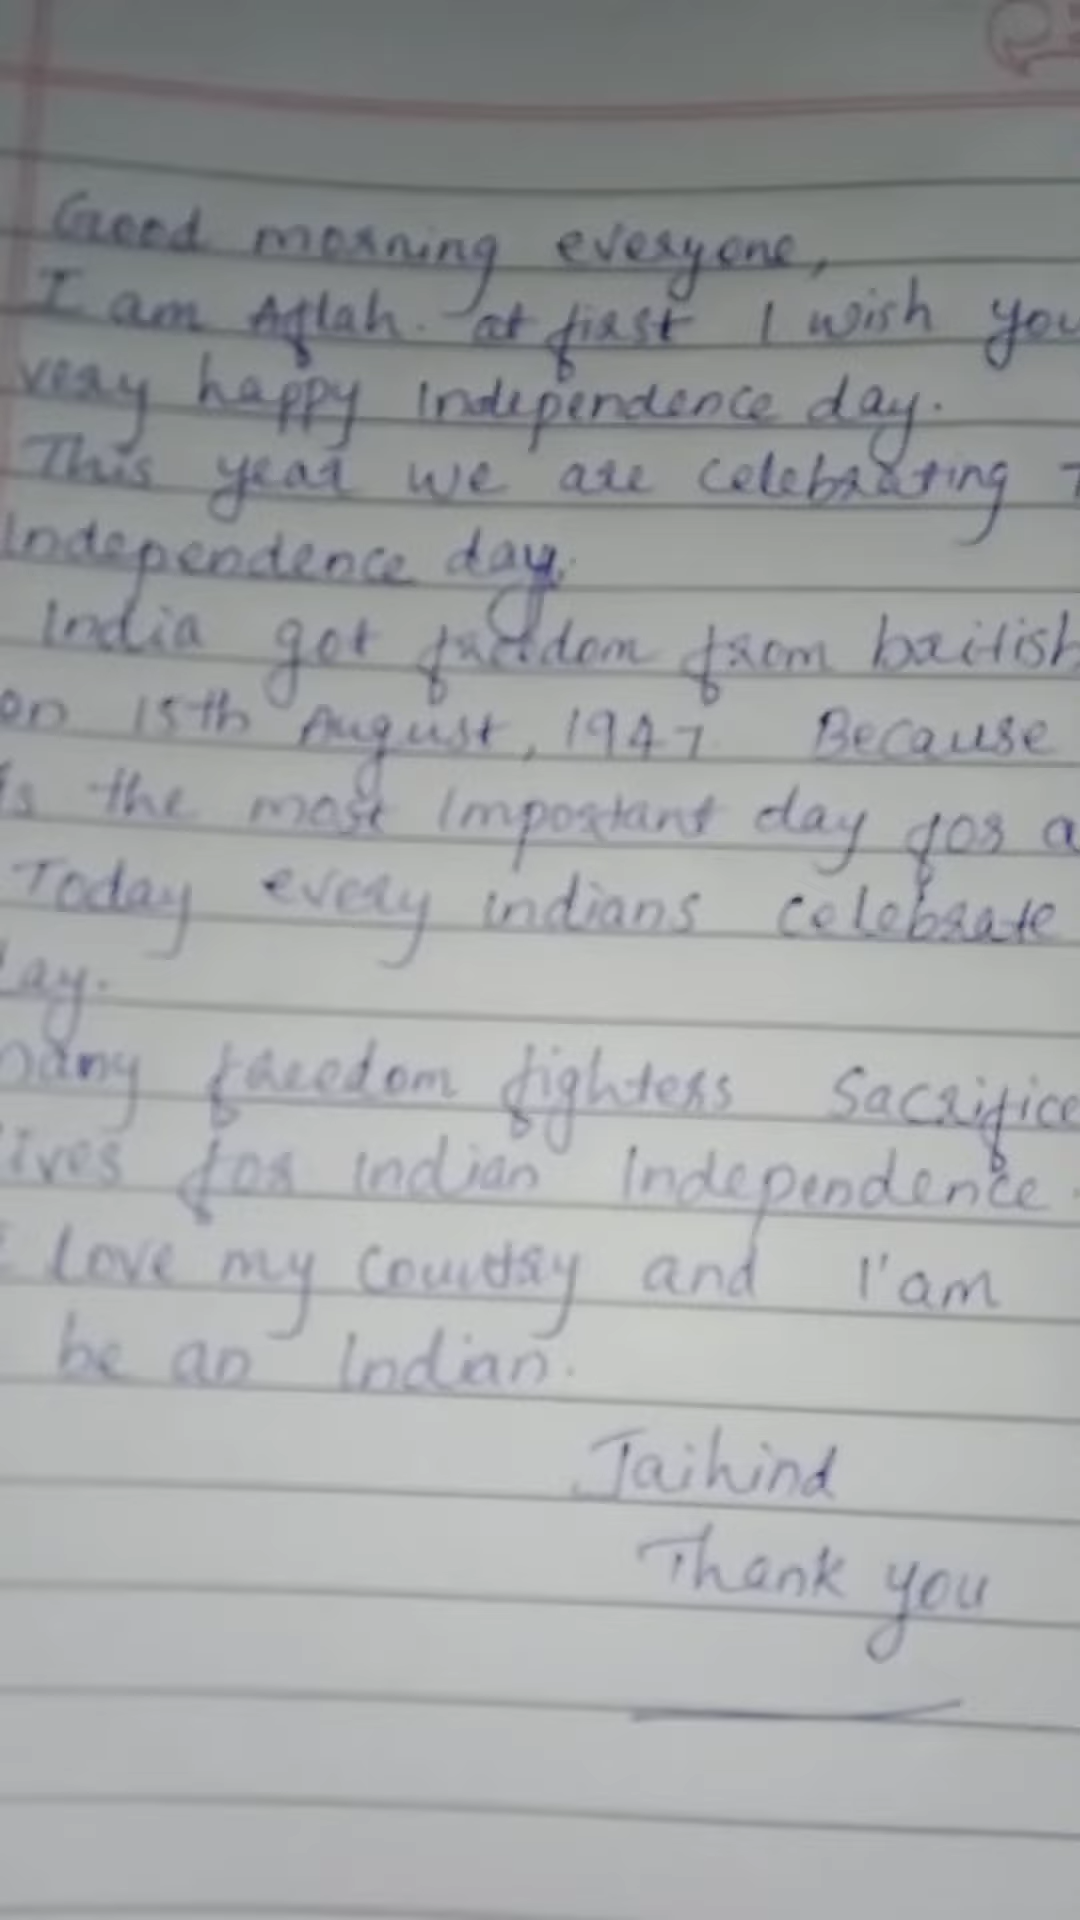 Good morning everyone,
I am Aflah. at first I wish you
very happy Independence day.
This year we are celebrating
Independence day.
India got freedom from british
on 15th August, 1947. Because
is the most important day for a
Today every indians celebrate
ay.
many freedom fighters Sacrifice
ives for indian Independence.
I love my country and I'am
be an Indian.
Jaihind
Thank you